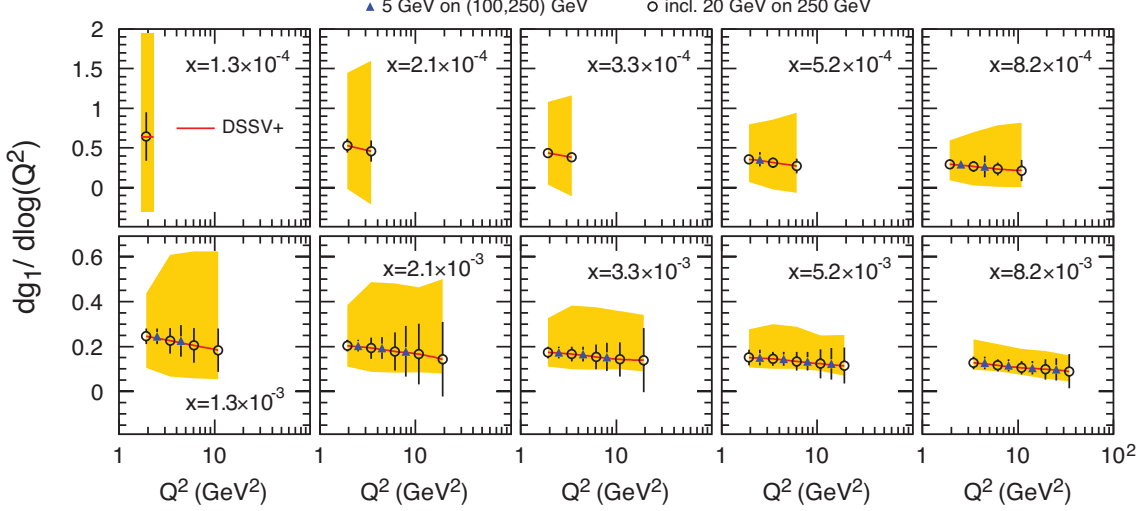 ▲ 5 GeV on (100,250) GeV ○ incl. 20 GeV on 250 GeV
dg₁/ dlog(Q²)
2
1.5
1
0.5
0
x=1.3×10⁻⁴
DSSV+
x=2.1×10⁻⁴
x=3.3×10⁻⁴
x=5.2×10⁻⁴
x=8.2×10⁻⁴
0.6
0.4
0.2
0
x=1.3×10⁻³
x=2.1×10⁻³
x=3.3×10⁻³
x=5.2×10⁻³
x=8.2×10⁻³
1 10 1 10 1 10 1 10 1 10 10²
Q² (GeV²) Q² (GeV²) Q² (GeV²) Q² (GeV²) Q² (GeV²)